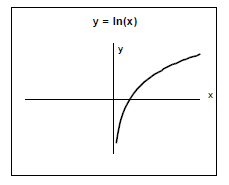 y = ln(x)
y
x